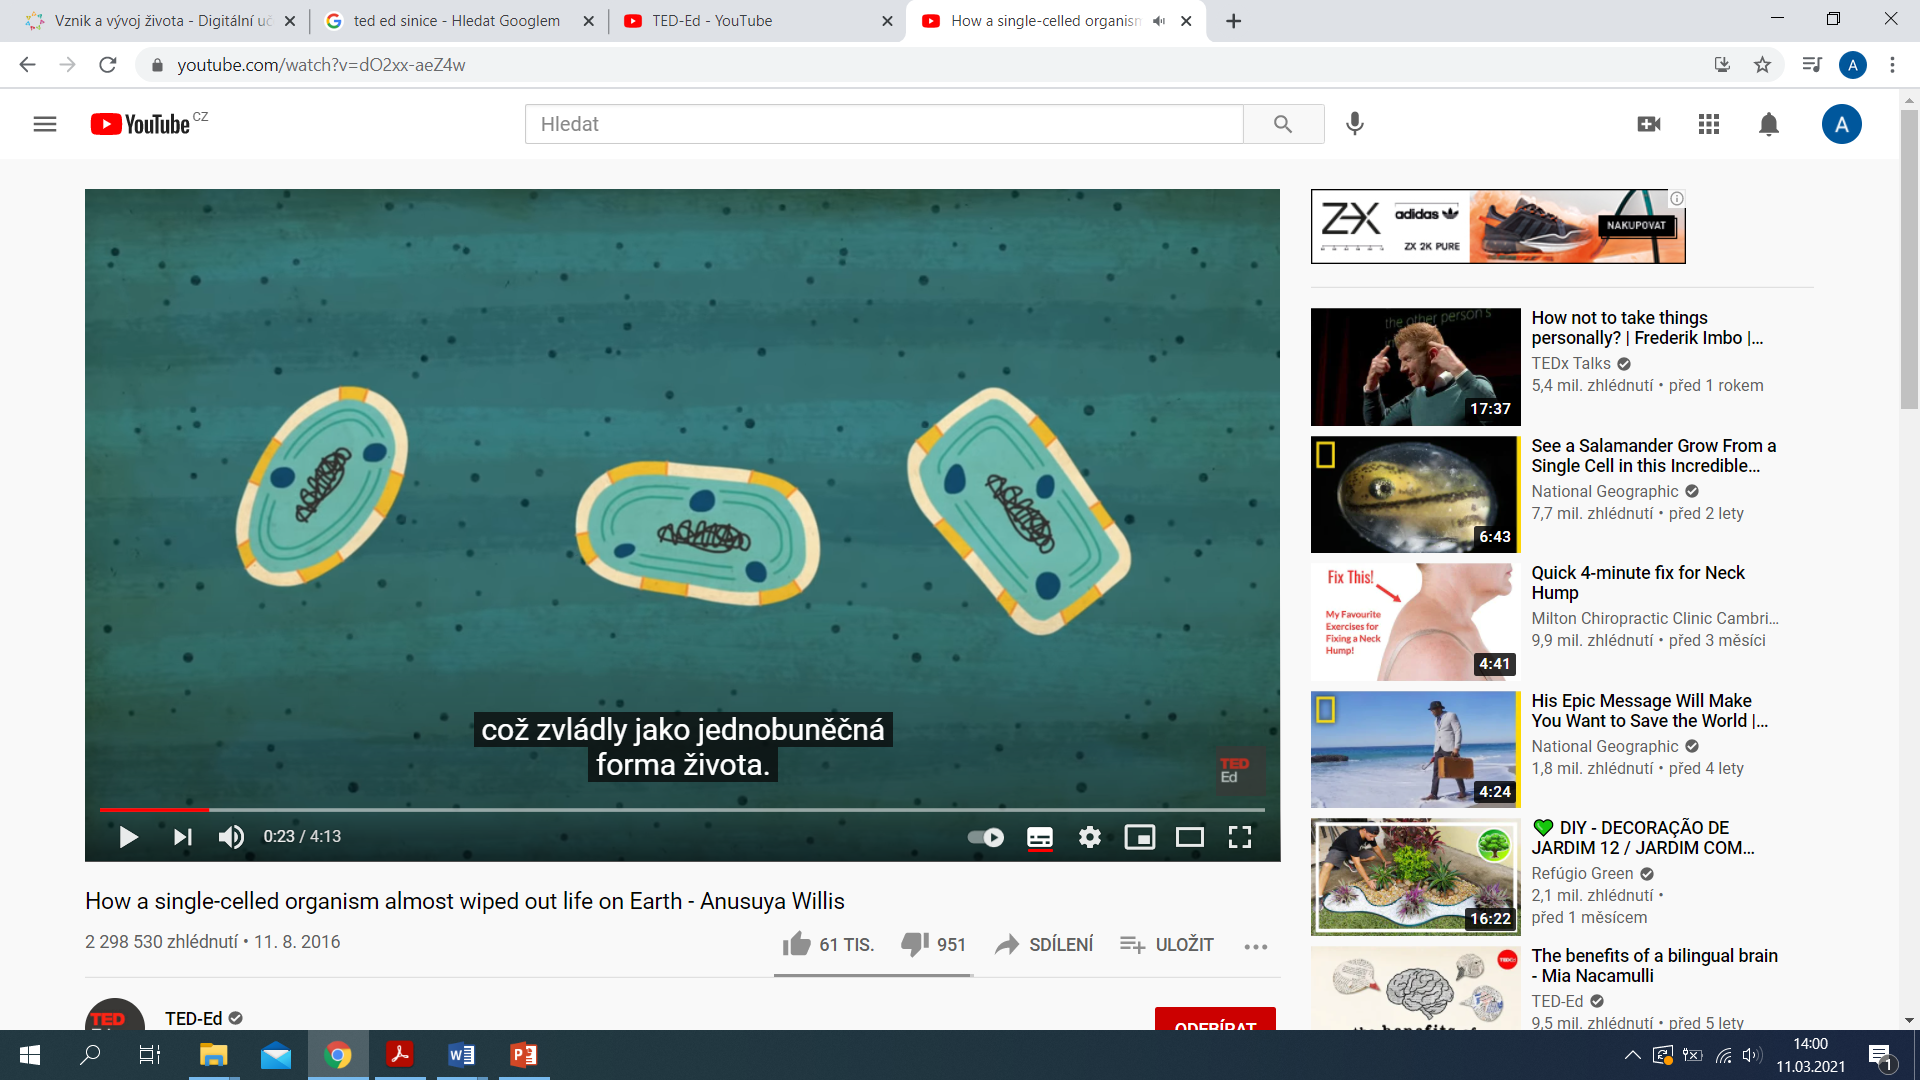 Vznik a vývoj života - Digitální uč
ted ed sinice - Hledat Googlem
TED-Ed - YouTube
How a single-celled organism
youtube.com/watch?v=dO2xx-aeZ4w
A
YouTube CZ
Hledat
A
což zvládly jako jednobuněčná
forma života.
TED
Ed
0:23 / 4:13
How a single-celled organism almost wiped out life on Earth - Anusuya Willis
2 298 530 zhlédnutí • 11. 8. 2016
61 TIS.
951
SDÍLENÍ
ULOŽIT
TED
TED-Ed
ODEBÍRAT
ZX
adidas
ZX 2K PURE
NAKUPOVAT
the other person's
17:37
How not to take things
personally? | Frederik Imbo |...
TEDx Talks
5,4 mil. zhlédnutí • před 1 rokem
6:43
See a Salamander Grow From a
Single Cell in this Incredible...
National Geographic
7,7 mil. zhlédnutí • před 2 lety
Fix This!
My Favourite
Exercises for
Fixing a Neck
Hump!
4:41
Quick 4-minute fix for Neck
Hump
Milton Chiropractic Clinic Cambri...
9,9 mil. zhlédnutí • před 3 měsíci
4:24
His Epic Message Will Make
You Want to Save the World |...
National Geographic
1,8 mil. zhlédnutí • před 4 lety
16:22
DIY - DECORAÇÃO DE
JARDIM 12 / JARDIM COM...
Refúgio Green
2,1 mil. zhlédnutí •
před 1 měsícem
the benefits of
The benefits of a bilingual brain
- Mia Nacamulli
TED-Ed
9,5 mil. zhlédnutí • před 5 lety
14:00
11.03.2021
1